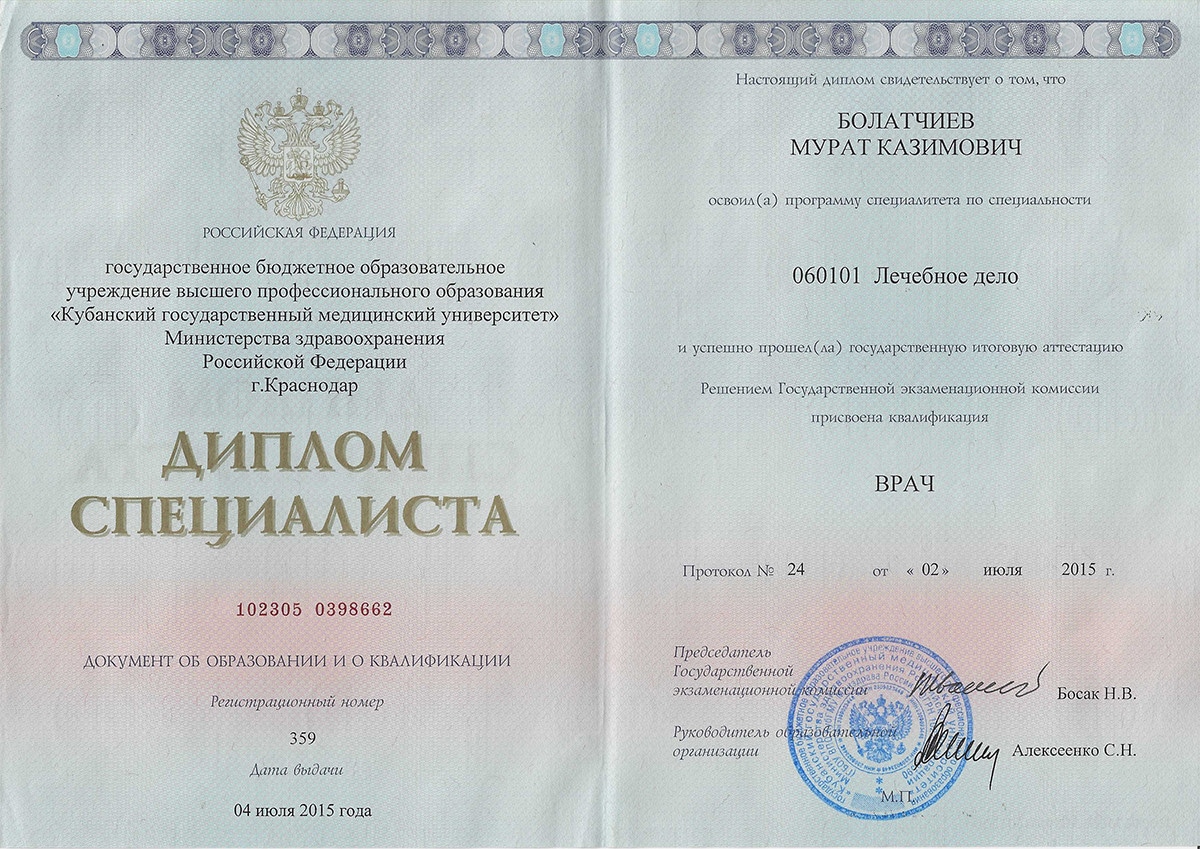 РОССИЙСКАЯ ФЕДЕРАЦИЯ
государственное бюджетное образовательное
учреждение высшего профессионального образования
«Кубанский государственный медицинский университет»
Министерства здравоохранения
Российской Федерации
г.Краснодар
ДИПЛОМ
СПЕЦИАЛИСТА
102305 0398662
ДОКУМЕНТ ОБ ОБРАЗОВАНИИ И О КВАЛИФИКАЦИИ
Регистрационный номер
359
Дата выдачи
04 июля 2015 года
Настоящий диплом свидетельствует о том, что
БОЛАТЧИЕВ
МУРАТ КАЗИМОВИЧ
освоил(а) программу специалитета по специальности
060101 Лечебное дело
и успешно прошел(ла) государственную итоговую аттестацию
Решением Государственной экзаменационной комиссии
присвоена квалификация
ВРАЧ
Протокол № 24 от « 02 » июля 2015 г.
Председатель
Государственной
экзаменационной комиссии
Босак Н.В.
Руководитель образовательной
организации
Алексеенко С.Н.
М.П.